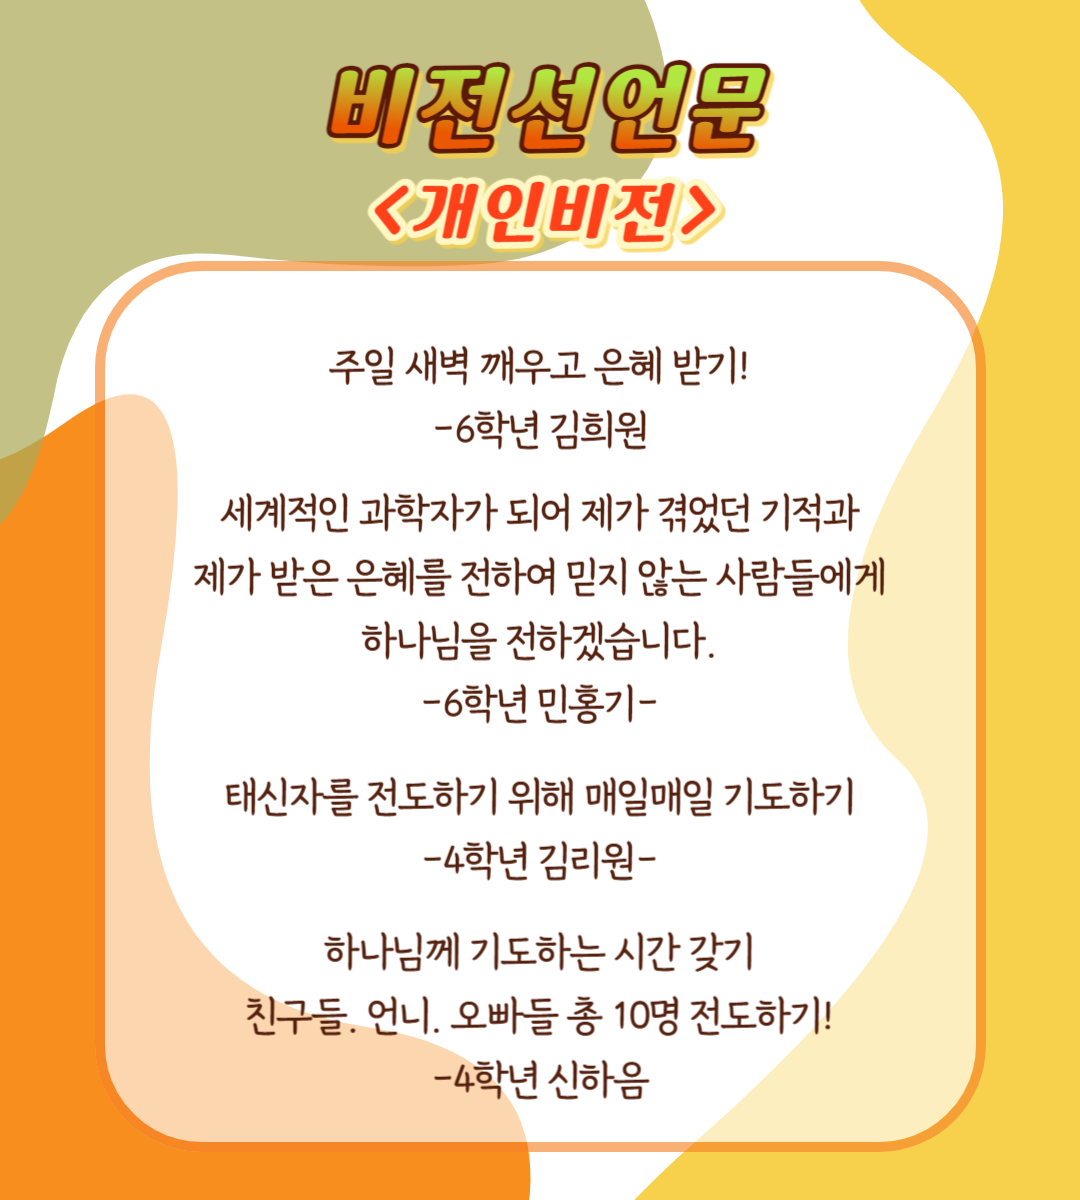 비전선언문
<개인비전>
주일 새벽 깨우고 은혜 받기!
-6학년 김희원
세계적인 과학자가 되어 제가 겪었던 기적과
제가 받은 은혜를 전하여 믿지 않는 사람들에게
하나님을 전하겠습니다.
-6학년 민홍기-
태신자를 전도하기 위해 매일매일 기도하기
-4학년 김리원-
하나님께 기도하는 시간 갖기
친구들. 언니. 오빠들 총 10명 전도하기!
-4학년 신하음